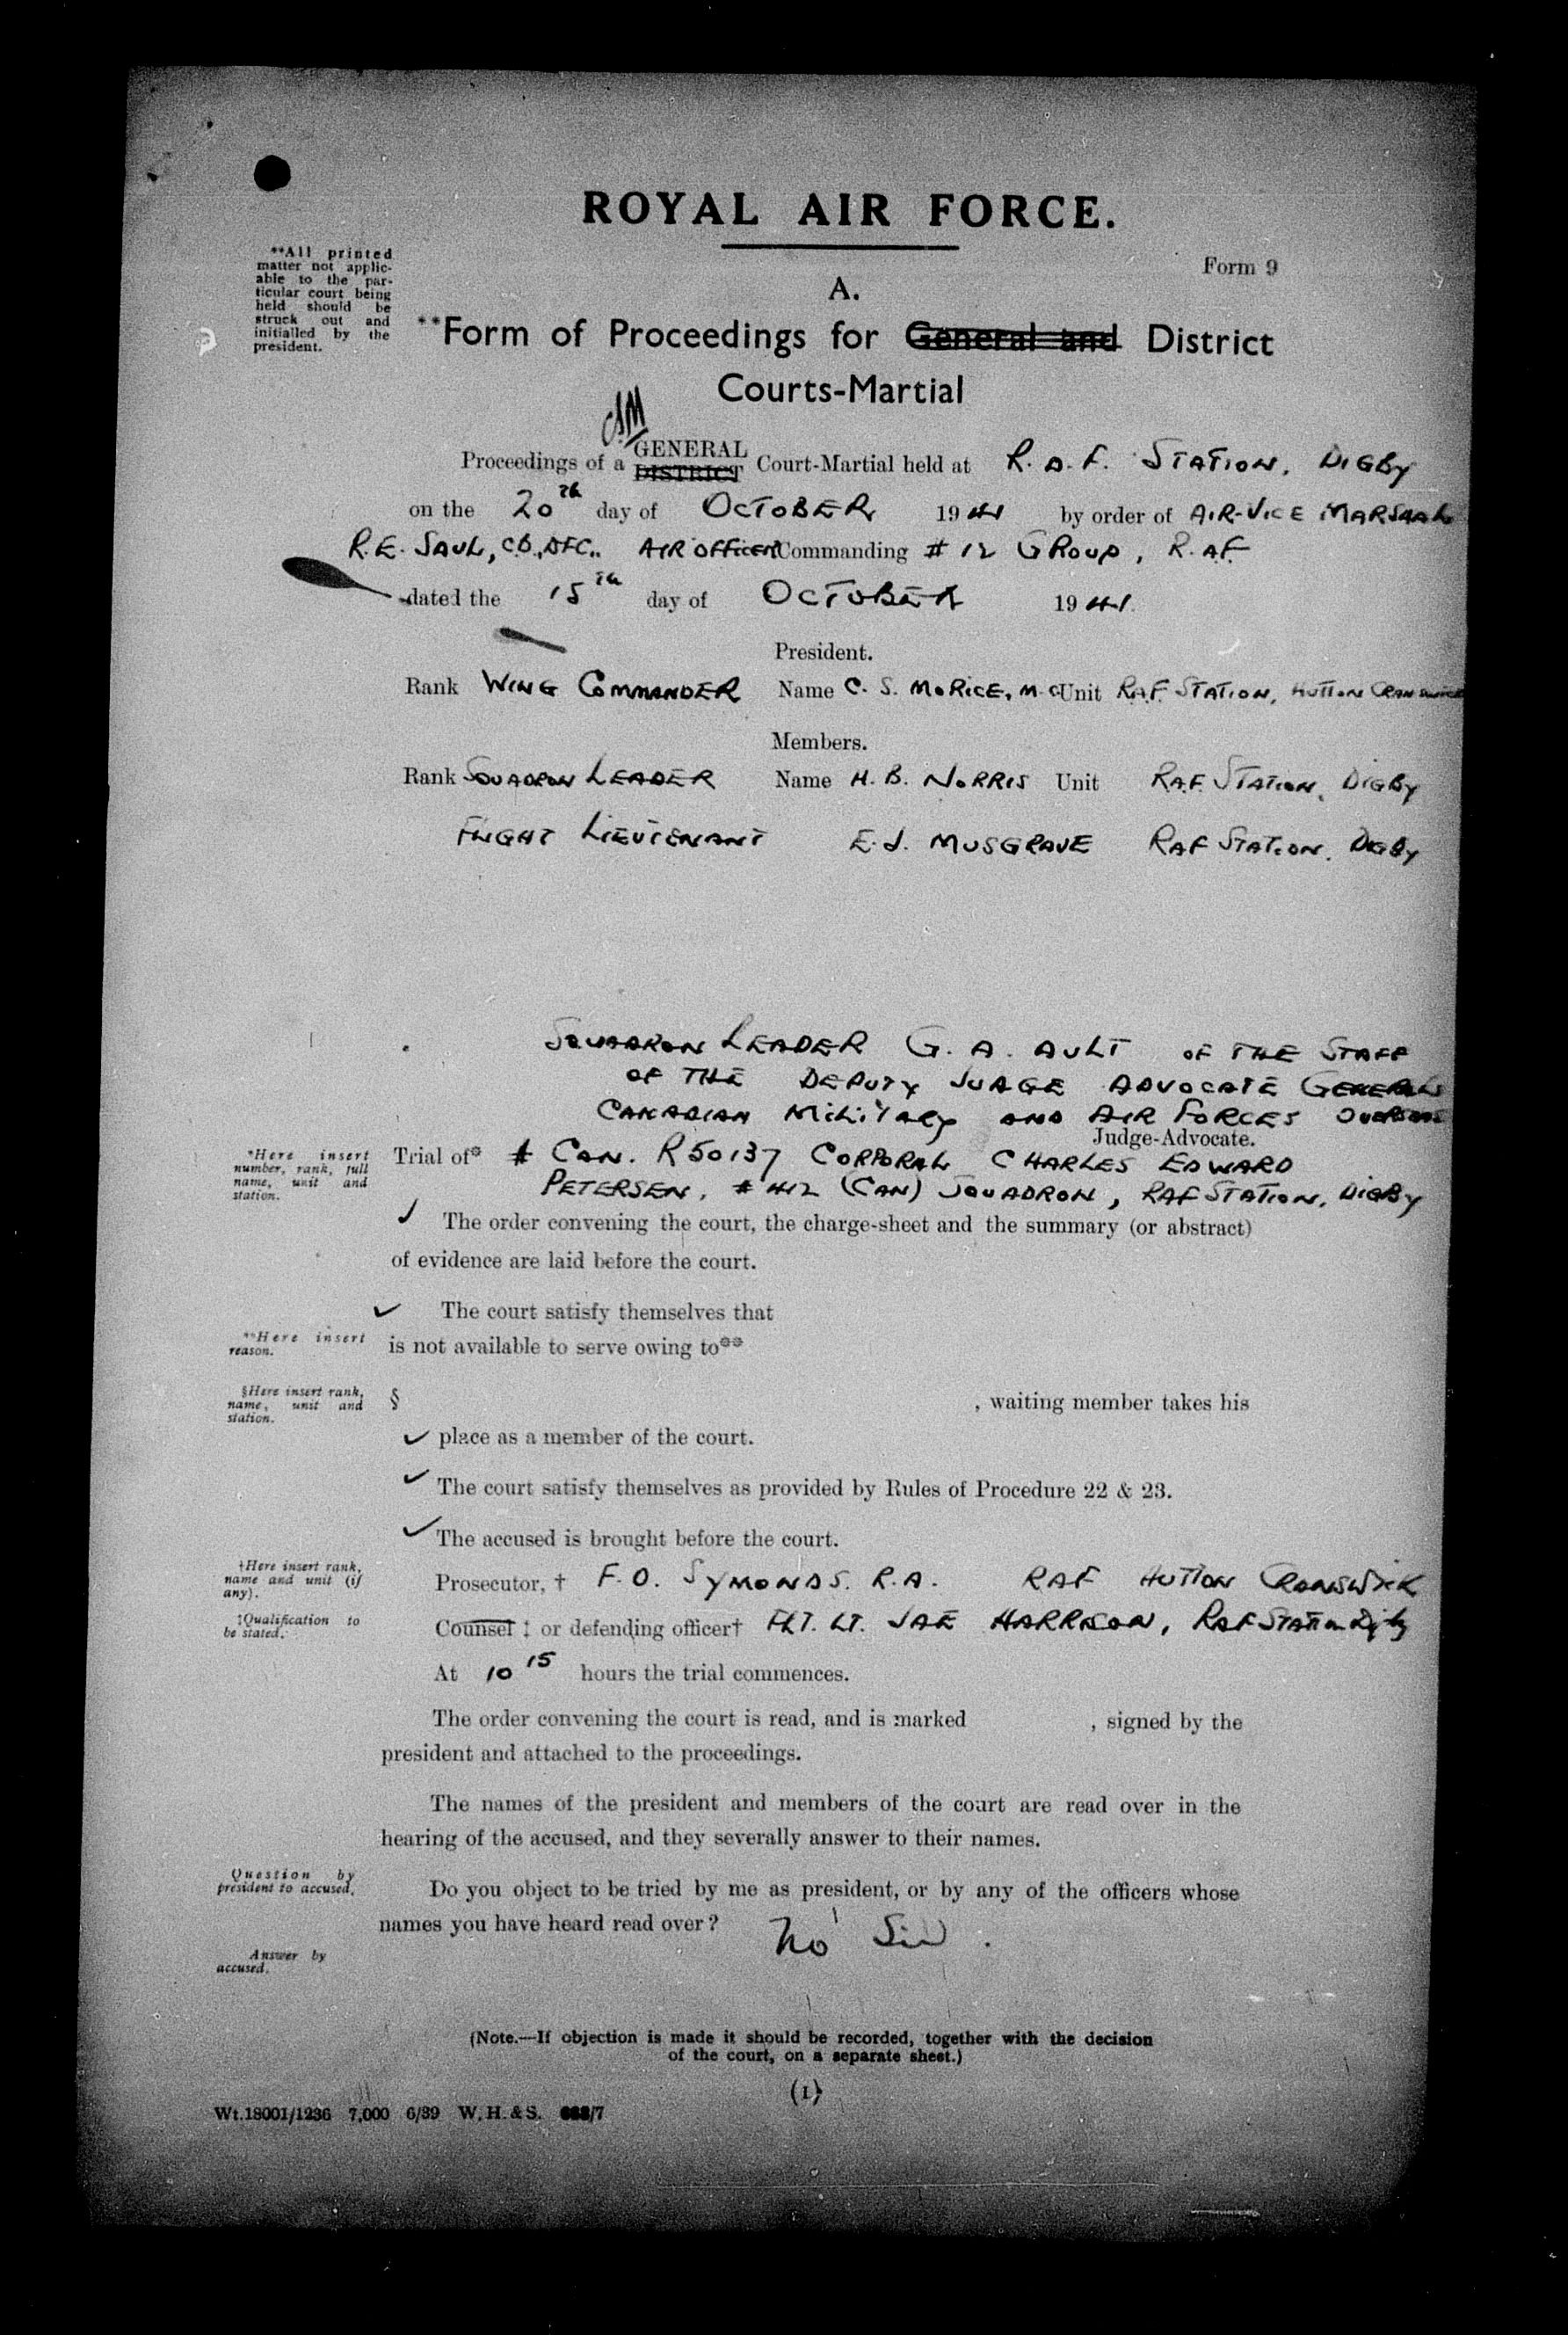 ROYAL AIR FORCE.
**All printed matter not applic-
able to the par-
ticular court being
held should be
struck out and
initialled by the
president.
Form 9
A.
**Form of Proceedings for General and District
Courts-Martial
CSM
Proceedings of a GENERAL DISTRICT Court-Martial held at R.A.F. STATION, DIGBY
on the 20th day of OCTOBER 1941 by order of AIR-VICE MARSHAL
R.E. SAUL, C.B., DFC., AIR OFFICER Commanding # 12 GROUP, R.A.F.
dated the 15th day of OCTOBER 1941.
President.
Rank WING COMMANDER Name C. S. MORICE, M.C. Unit RAF STATION, HUTTON CRANSWICK
Members.
Rank SQUADRON LEADER Name H. B. NORRIS Unit RAF STATION, DIGBY
FLIGHT LIEUTENANT E.J. MUSGRAVE RAF STATION, DIGBY
SQUADRON LEADER G. A. AULT OF THE STAFF
OF THE DEPUTY JUDGE ADVOCATE GENERAL
CANADIAN MILITARY AND AIR FORCES OVERSEAS
Judge-Advocate.
*Here insert
number, rank, full
name, unit and
station.
Trial of* # CAN. R50137 CORPORAL CHARLES EDWARD
PETERSEN, # 412 (CAN) SQUADRON, RAF STATION, DIGBY
✓ The order convening the court, the charge-sheet and the summary (or abstract)
of evidence are laid before the court.
✓ The court satisfy themselves that
**Here insert
reason.
is not available to serve owing to**
§Here insert rank,
name, unit and
station.
§ , waiting member takes his
✓ place as a member of the court.
✓ The court satisfy themselves as provided by Rules of Procedure 22 & 23.
✓ The accused is brought before the court.
†Here insert rank,
name and unit (if
any).
Prosecutor, † F.O. SYMONDS. R.A. RAF HUTTON CRANSWICK
‡Qualification to
be stated.
Counsel ‡ or defending officer† FLT. LT. JAE HARRISON, RAF STATION Digby
At 10 15 hours the trial commences.
The order convening the court is read, and is marked , signed by the
president and attached to the proceedings.
The names of the president and members of the court are read over in the
hearing of the accused, and they severally answer to their names.
Question by
president to accused.
Do you object to be tried by me as president, or by any of the officers whose
names you have heard read over?
No Sir.
Answer by
accused.
(Note.—If objection is made it should be recorded, together with the decision
of the court, on a separate sheet.)
(1)
Wt.18001/1236 7,000 6/39 W.H.&S.